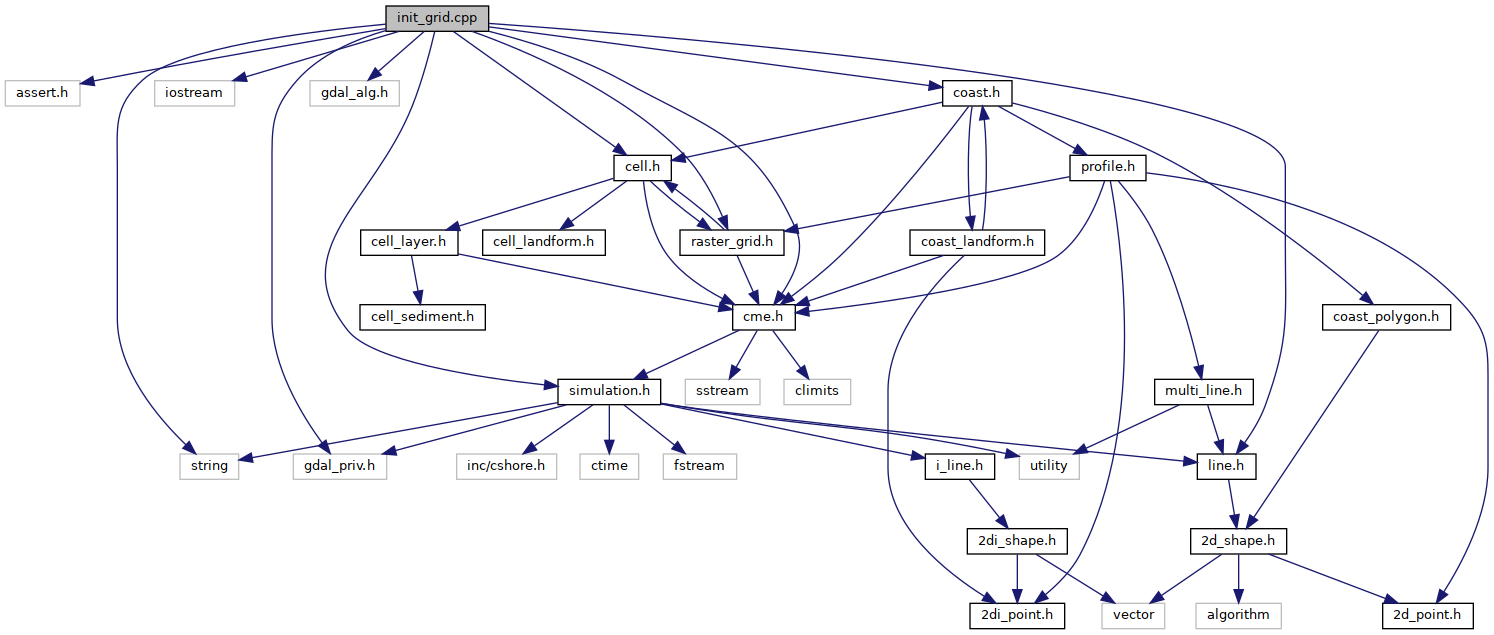 init_grid.cpp
assert.h
iostream
gdal_alg.h
coast.h
cell.h
profile.h
cell_layer.h
cell_landform.h
raster_grid.h
coast_landform.h
cell_sediment.h
cme.h
coast_polygon.h
simulation.h
sstream
climits
multi_line.h
string
gdal_priv.h
inc/cshore.h
ctime
fstream
i_line.h
utility
line.h
2di_shape.h
2d_shape.h
2di_point.h
vector
algorithm
2d_point.h